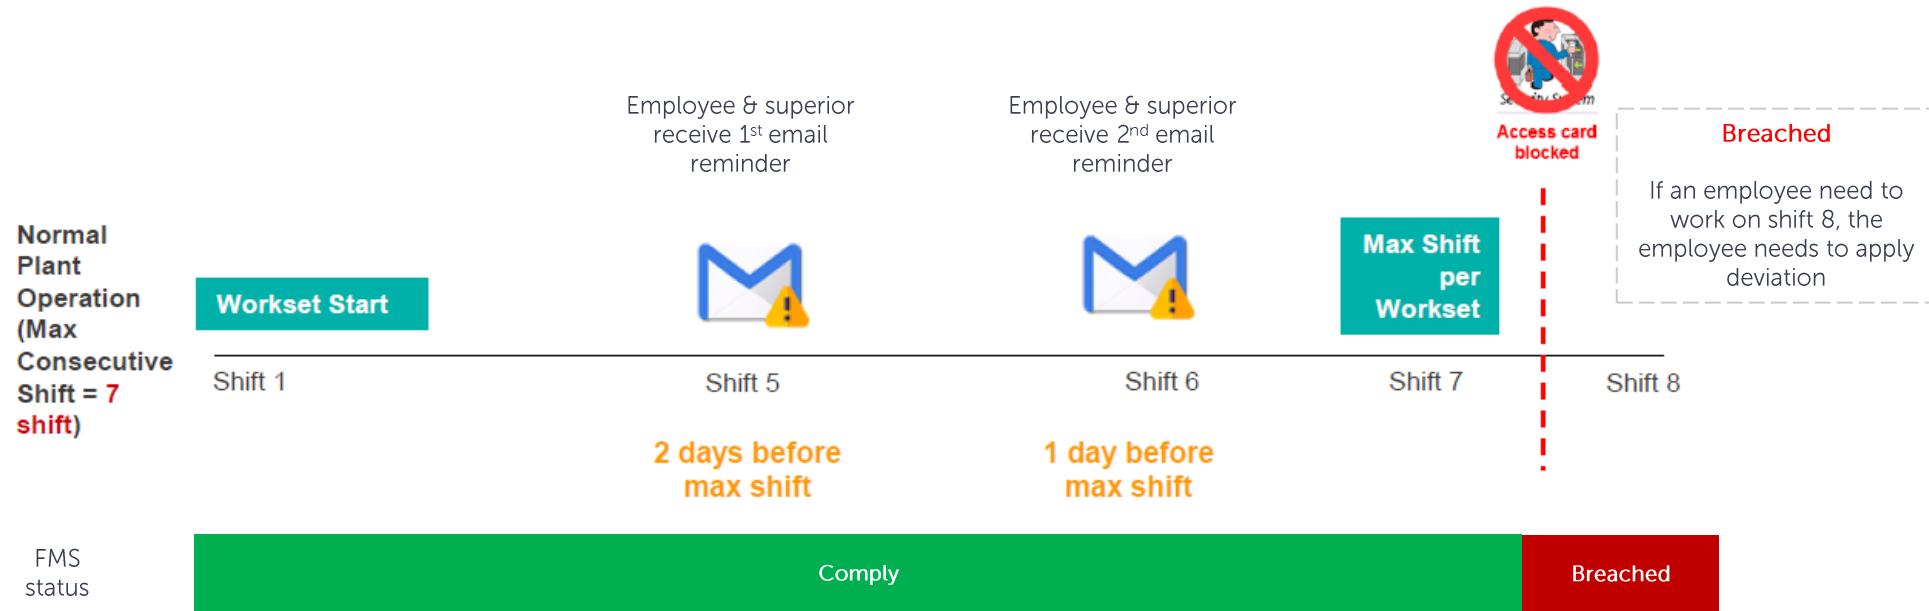 Employee & superior
receive 1st email
reminder
Employee & superior
receive 2nd email
reminder
Access card
blocked
Breached
If an employee need to
work on shift 8, the
employee needs to apply
deviation
Normal
Plant
Operation
(Max
Consecutive
Shift = 7
shift)
Workset Start
Max Shift
per
Workset
Shift 1
Shift 5
Shift 6
Shift 7
Shift 8
2 days before
max shift
1 day before
max shift
FMS
status
Comply
Breached